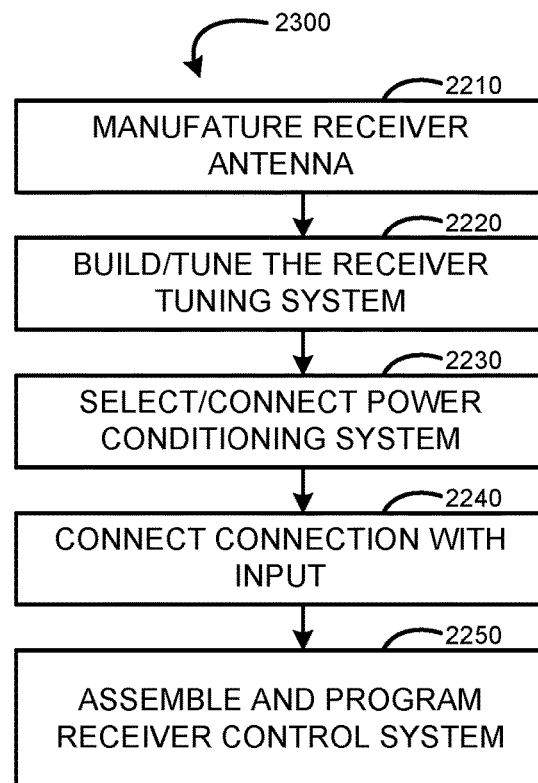 2300
2210
MANUFATURE RECEIVER
ANTENNA
2220
BUILD/TUNE THE RECEIVER
TUNING SYSTEM
2230
SELECT/CONNECT POWER
CONDITIONING SYSTEM
2240
CONNECT CONNECTION WITH
INPUT
2250
ASSEMBLE AND PROGRAM
RECEIVER CONTROL SYSTEM